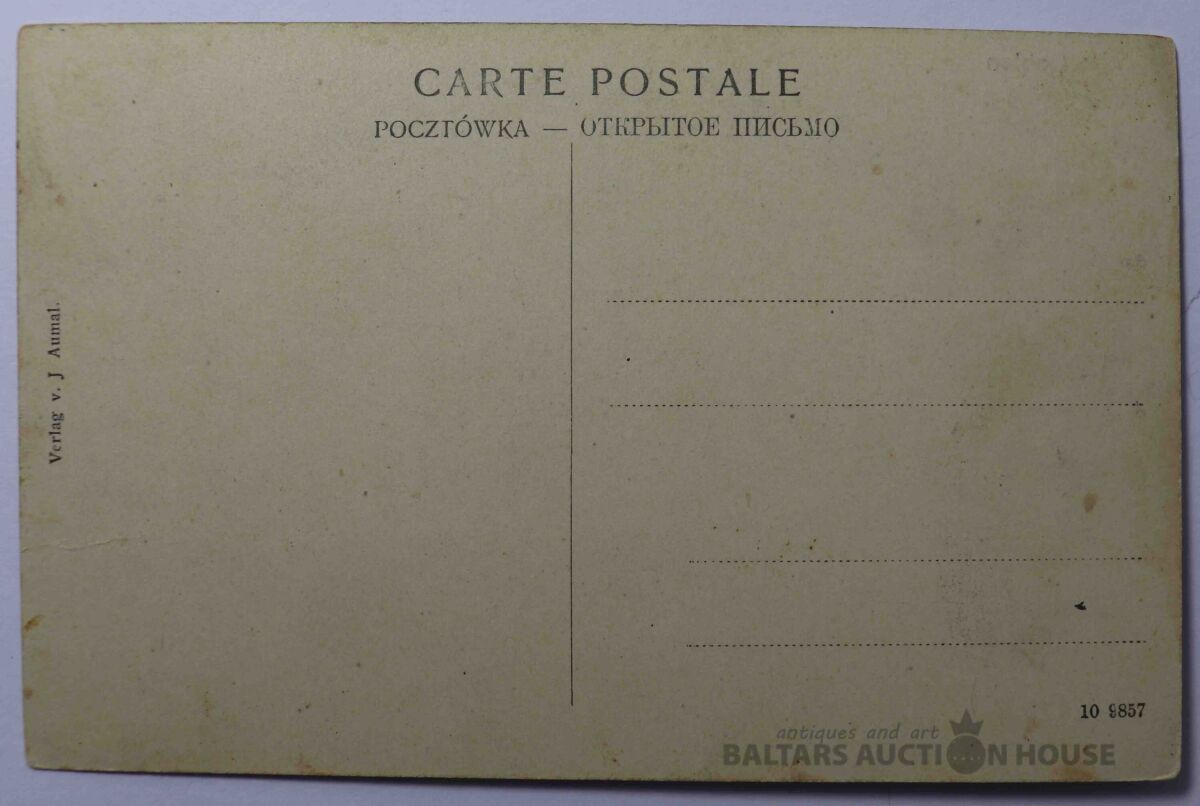 CARTE POSTALE
POCZTÓWKA — ОТКРЫТОЕ ПИСЬМО
Verlag v. J Aumal.
10 9857
antiques and art
BALTARS AUCTION HOUSE